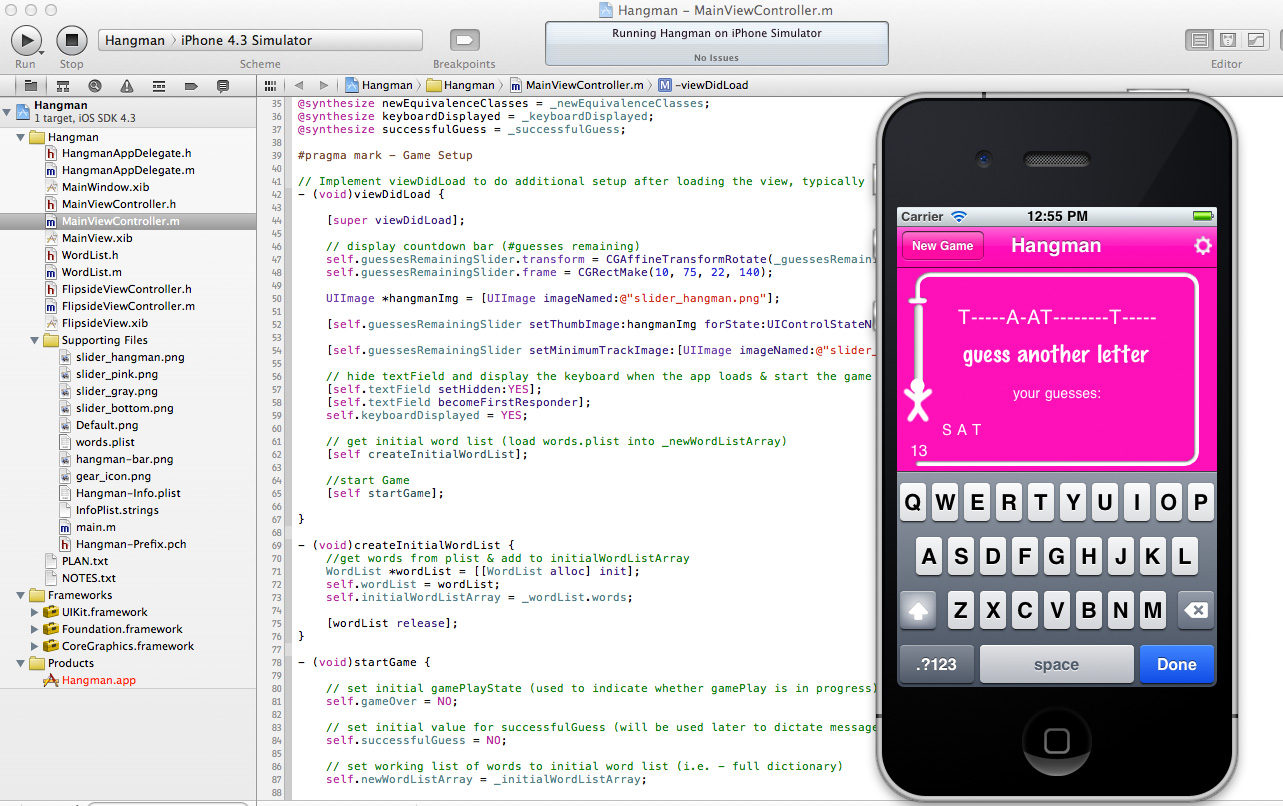 Hangman – MainViewController.m
Run
Stop
Hangman › iPhone 4.3 Simulator
Scheme
Breakpoints
Running Hangman on iPhone Simulator
No Issues
Editor
Hangman › Hangman › MainViewController.m › M -viewDidLoad
Hangman
1 target, iOS SDK 4.3
Hangman
h HangmanAppDelegate.h
m HangmanAppDelegate.m
MainWindow.xib
h MainViewController.h
m MainViewController.m
MainView.xib
h WordList.h
m WordList.m
h FlipsideViewController.h
m FlipsideViewController.m
FlipsideView.xib
Supporting Files
slider_hangman.png
slider_pink.png
slider_gray.png
slider_bottom.png
Default.png
words.plist
hangman-bar.png
gear_icon.png
Hangman-Info.plist
InfoPlist.strings
m main.m
h Hangman-Prefix.pch
PLAN.txt
NOTES.txt
Frameworks
UIKit.framework
Foundation.framework
CoreGraphics.framework
Products
Hangman.app
35 @synthesize newEquivalenceClasses = _newEquivalenceClasses;
36 @synthesize keyboardDisplayed = _keyboardDisplayed;
37 @synthesize successfulGuess = _successfulGuess;
38
39 #pragma mark - Game Setup
40
41 // Implement viewDidLoad to do additional setup after loading the view, typically
42 - (void)viewDidLoad {
43
44 [super viewDidLoad];
45
46 // display countdown bar (#guesses remaining)
47 self.guessesRemainingSlider.transform = CGAffineTransformRotate(_guessesRemain
48 self.guessesRemainingSlider.frame = CGRectMake(10, 75, 22, 140);
49
50 UIImage *hangmanImg = [UIImage imageNamed:@"slider_hangman.png"];
51
52 [self.guessesRemainingSlider setThumbImage:hangmanImg forState:UIControlStateN
53
54 [self.guessesRemainingSlider setMinimumTrackImage:[UIImage imageNamed:@"slider_
55
56 // hide textField and display the keyboard when the app loads & start the game
57 [self.textField setHidden:YES];
58 [self.textField becomeFirstResponder];
59 self.keyboardDisplayed = YES;
60
61 // get initial word list (load words.plist into _newWordListArray)
62 [self createInitialWordList];
63
64 //start Game
65 [self startGame];
66
67 }
68
69 - (void)createInitialWordList {
70 //get words from plist & add to initialWordListArray
71 WordList *wordList = [[WordList alloc] init];
72 self.wordList = wordList;
73 self.initialWordListArray = _wordList.words;
74
75 [wordList release];
76 }
77
78 - (void)startGame {
79
80 // set initial gamePlayState (used to indicate whether gamePlay is in progress)
81 self.gameOver = NO;
82
83 // set initial value for successfulGuess (will be used later to dictate message
84 self.successfulGuess = NO;
85
86 // set working list of words to initial word list (i.e. - full dictionary)
87 self.newWordListArray = _initialWordListArray;
88
Carrier 12:55 PM
New Game Hangman
T-----A-AT--------T-----
guess another letter
your guesses:
S A T
13
Q W E R T Y U I O P
A S D F G H J K L
Z X C V B N M
.?123 space Done